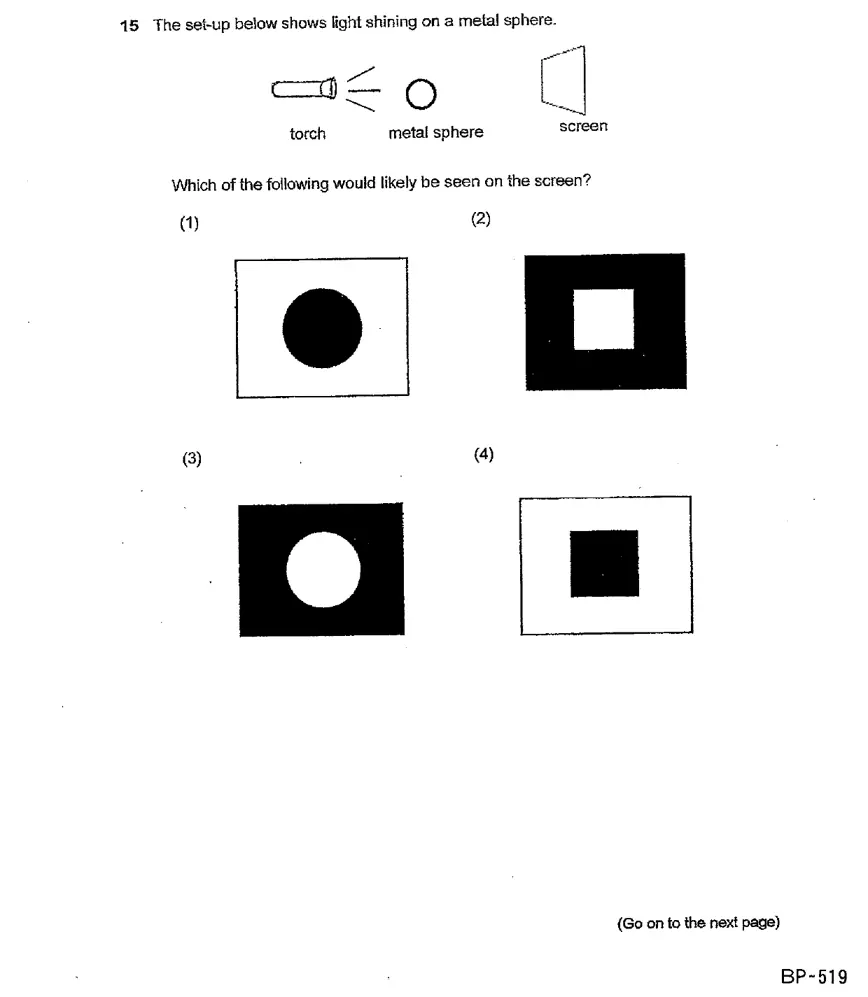 15 The set-up below shows light shining on a metal sphere.
torch
metal sphere
screen
Which of the following would likely be seen on the screen?
(1)
(2)
(3)
(4)
(Go on to the next page)
BP-519